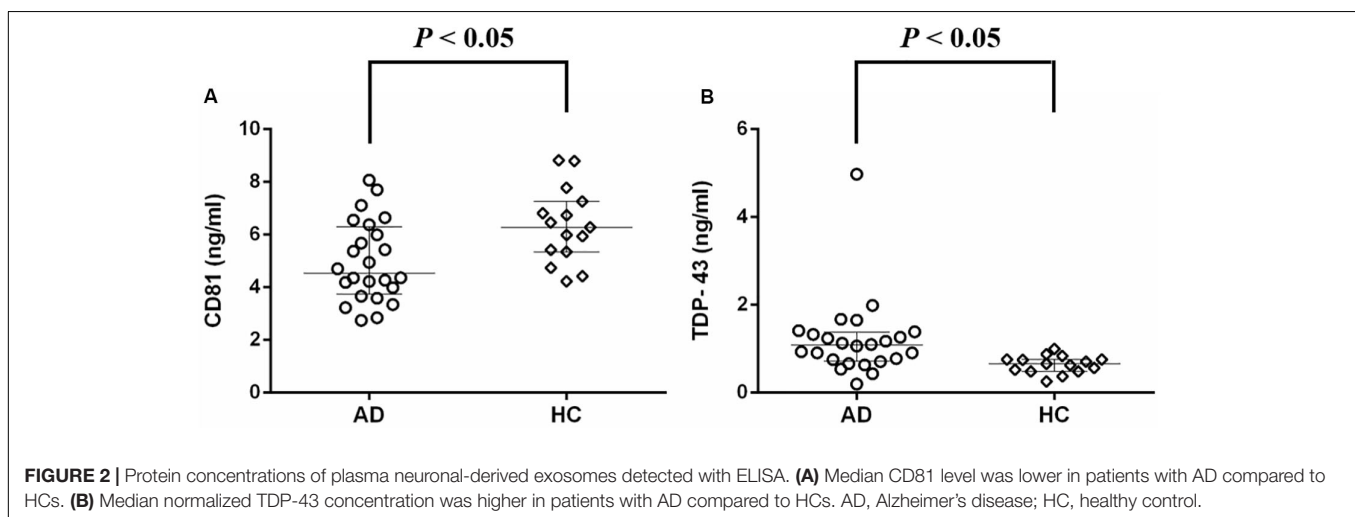 P < 0.05
P < 0.05
A
B
CD81 (ng/ml)
10
8
6
4
2
0
AD
HC
TDP- 43 (ng/ml)
6
4
2
0
AD
HC
FIGURE 2 | Protein concentrations of plasma neuronal-derived exosomes detected with ELISA. (A) Median CD81 level was lower in patients with AD compared to
HCs. (B) Median normalized TDP-43 concentration was higher in patients with AD compared to HCs. AD, Alzheimer's disease; HC, healthy control.